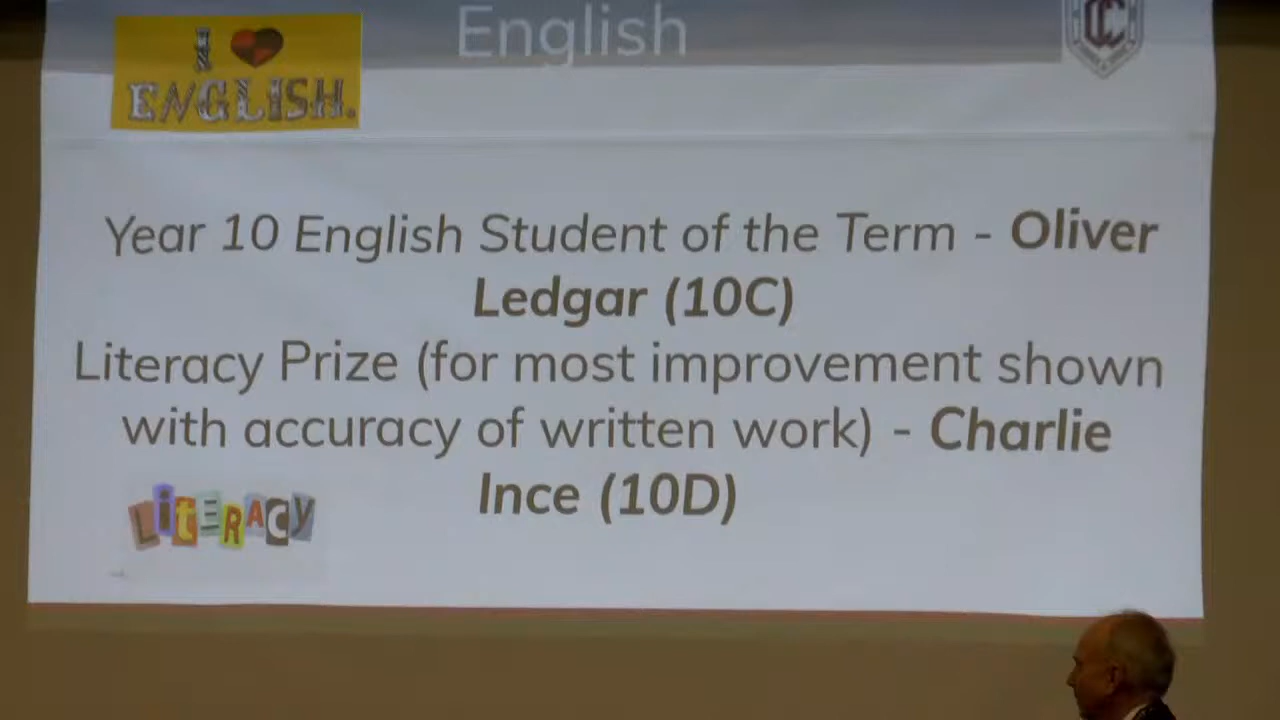 English
I ENGLISH.
CC
Year 10 English Student of the Term - Oliver
Ledgar (10C)
Literacy Prize (for most improvement shown
with accuracy of written work) - Charlie
Ince (10D)
LiTERACY